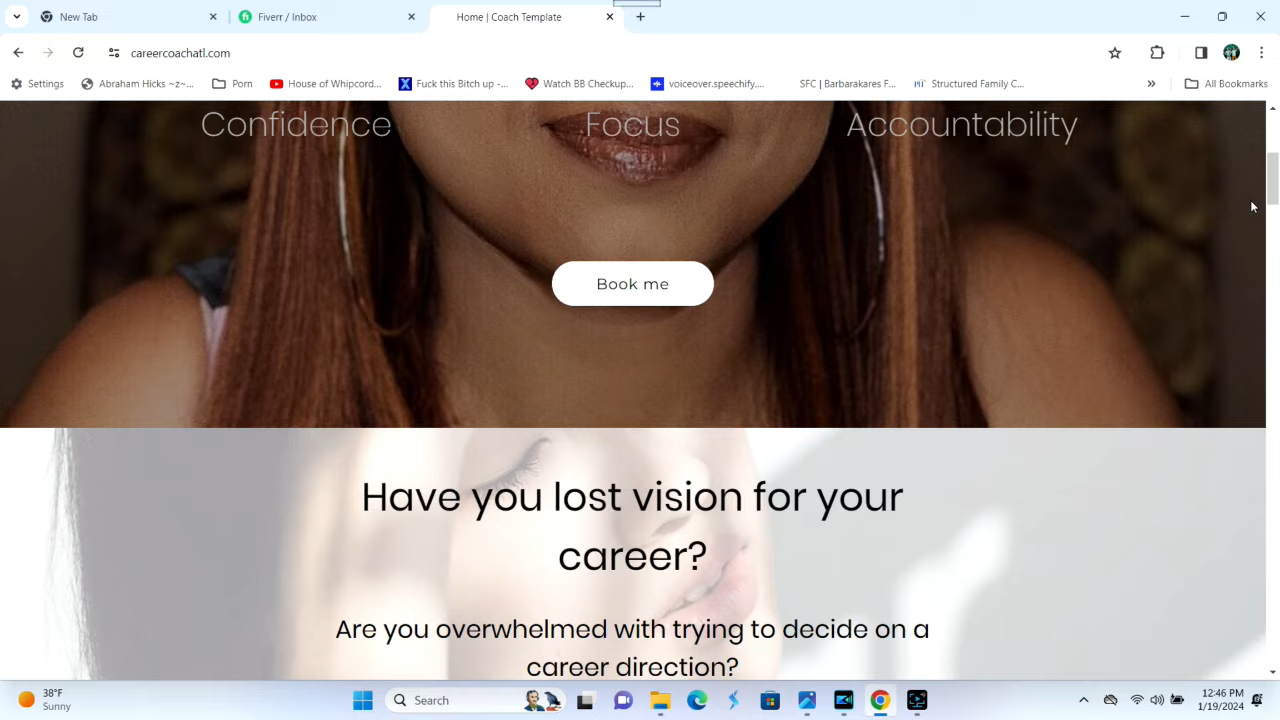 New Tab
Fiverr / Inbox
Home | Coach Template
careercoachatl.com
Settings
Abraham Hicks ~z~...
Porn
House of Whipcord...
Fuck this Bitch up -...
Watch BB Checkup...
voiceover.speechify....
SFC | Barbarakares F...
Structured Family C...
»
All Bookmarks
Confidence
Focus
Accountability
Book me
Have you lost vision for your
career?
Are you overwhelmed with trying to decide on a
career direction?
38°F
Sunny
Search
12:46 PM
1/19/2024